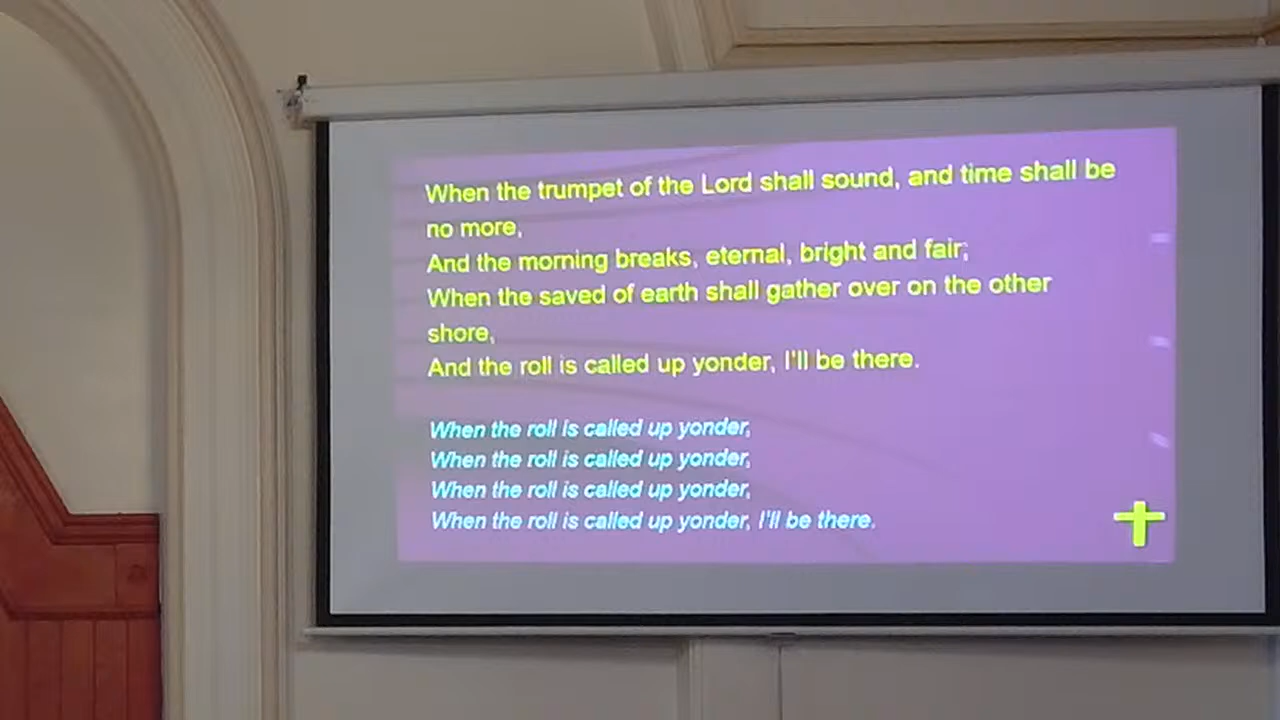 When the trumpet of the Lord shall sound, and time shall be
no more,
And the morning breaks, eternal, bright and fair;
When the saved of earth shall gather over on the other
shore,
And the roll is called up yonder, I'll be there.
When the roll is called up yonder,
When the roll is called up yonder,
When the roll is called up yonder,
When the roll is called up yonder, I'll be there.